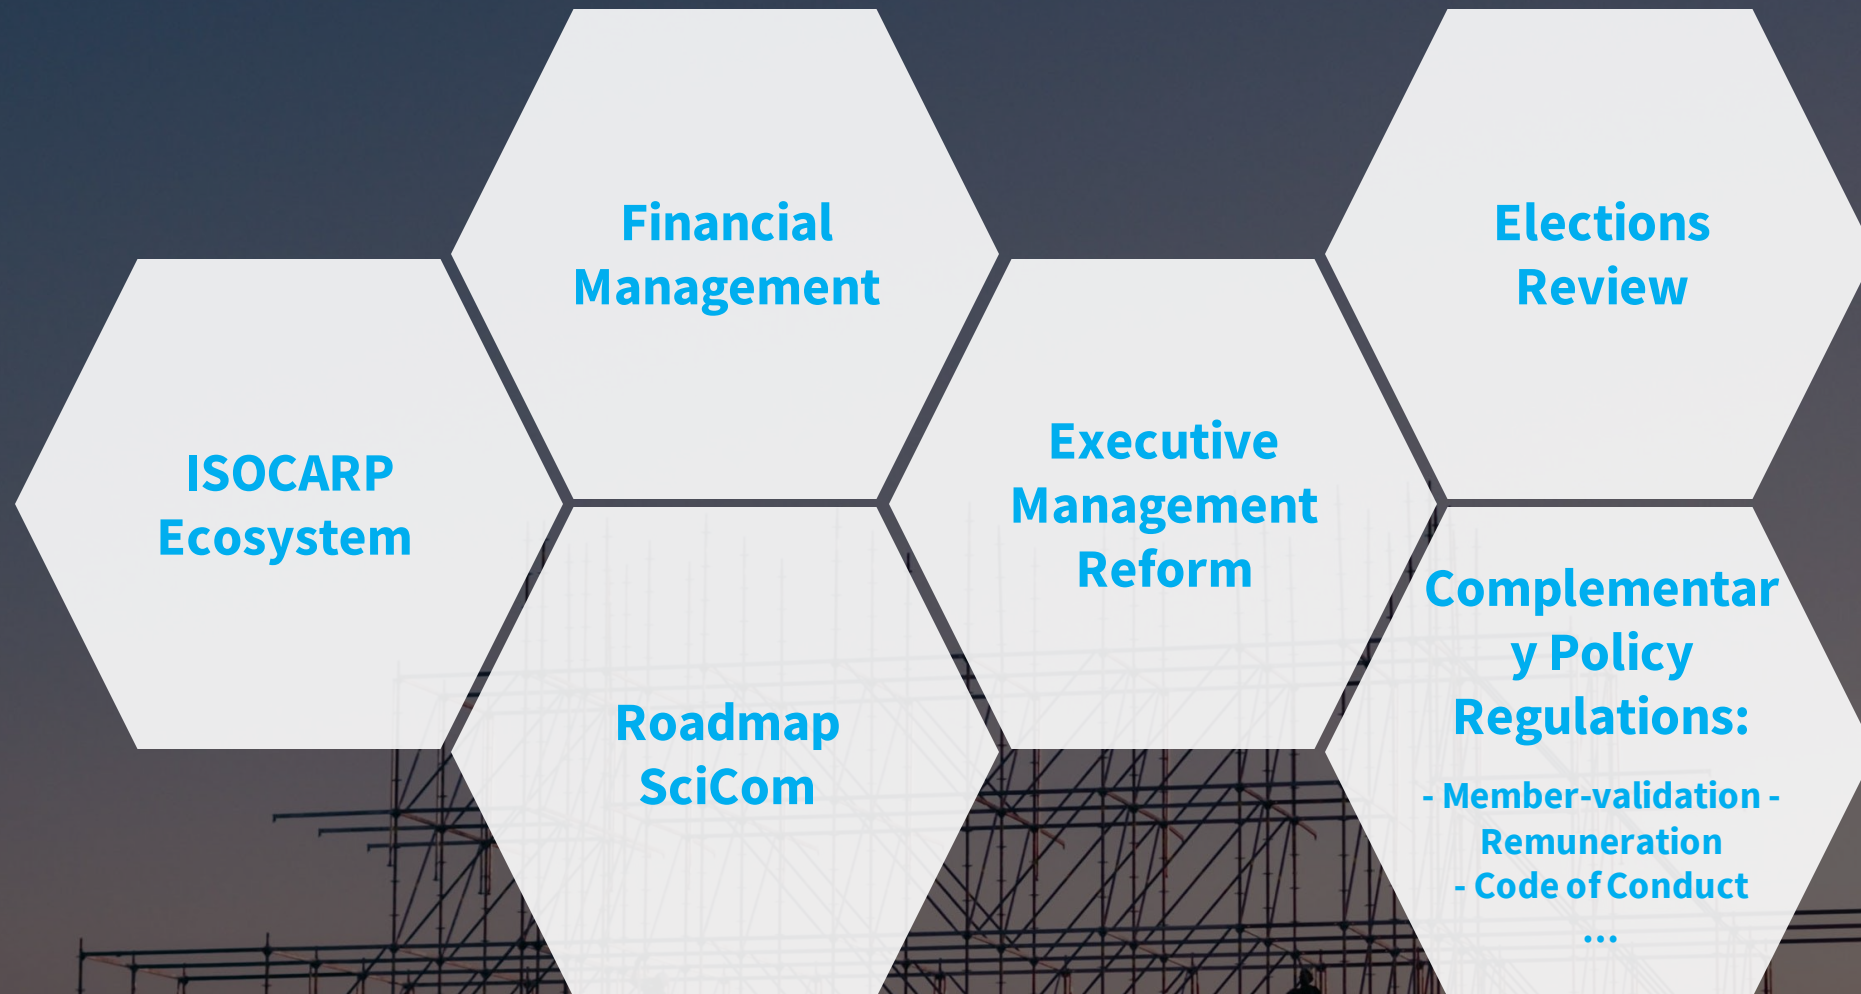 Financial
Management
Elections
Review
ISOCARP
Ecosystem
Executive
Management
Reform
Roadmap
SciCom
Complementar
y Policy
Regulations:
- Member-validation -
Remuneration
- Code of Conduct
...